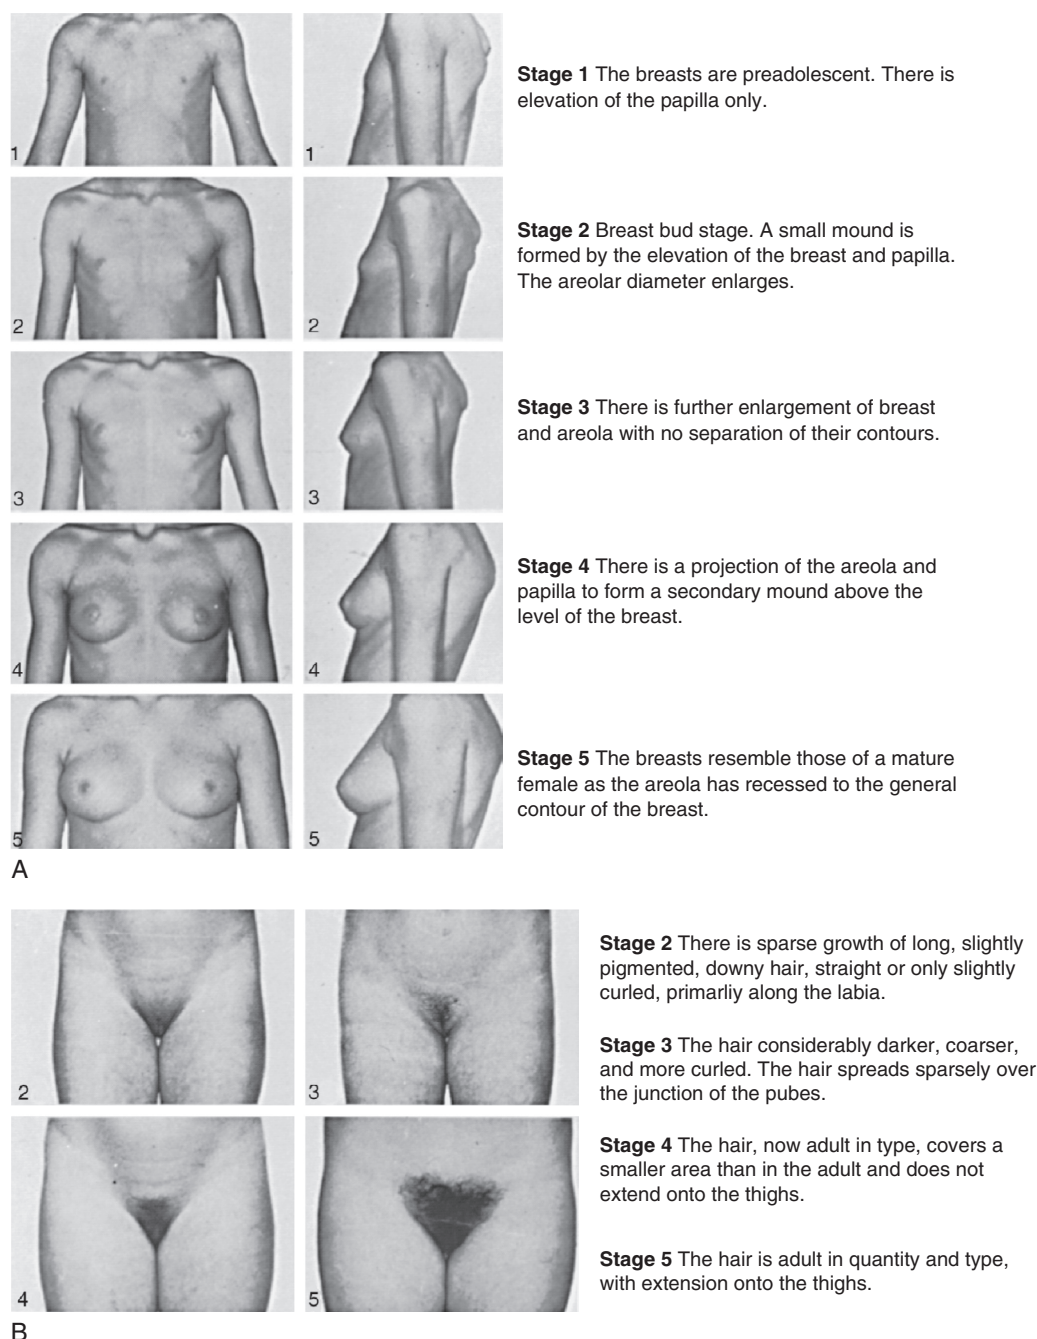 Stage 1 The breasts are preadolescent. There is
elevation of the papilla only.
1
1
Stage 2 Breast bud stage. A small mound is
formed by the elevation of the breast and papilla.
The areolar diameter enlarges.
2
2
Stage 3 There is further enlargement of breast
and areola with no separation of their contours.
3
3
Stage 4 There is a projection of the areola and
papilla to form a secondary mound above the
level of the breast.
4
4
Stage 5 The breasts resemble those of a mature
female as the areola has recessed to the general
contour of the breast.
5
5
A
Stage 2 There is sparse growth of long, slightly
pigmented, downy hair, straight or only slightly
curled, primarliy along the labia.
Stage 3 The hair considerably darker, coarser,
and more curled. The hair spreads sparsely over
the junction of the pubes.
2
3
Stage 4 The hair, now adult in type, covers a
smaller area than in the adult and does not
extend onto the thighs.
Stage 5 The hair is adult in quantity and type,
with extension onto the thighs.
4
5
B